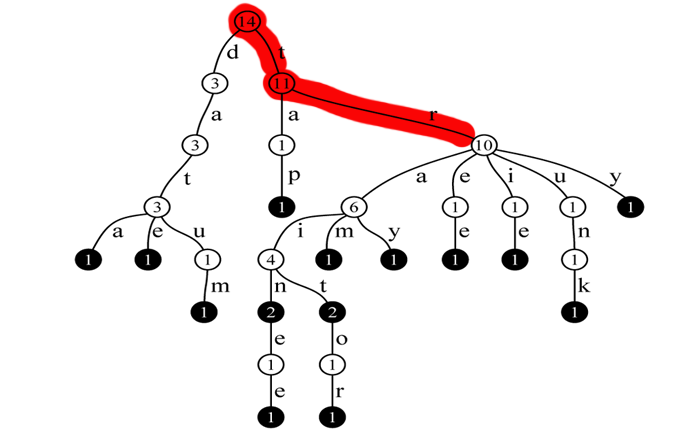 14
d t
3 11
a a r
3 1 10
t p a e i u y
3 1 6 1 1 1 1
a e u i m y e e n
1 1 1 4 1 1 1 1 1
m n t k
1 2 2 1
e o
1 1
e r
1 1